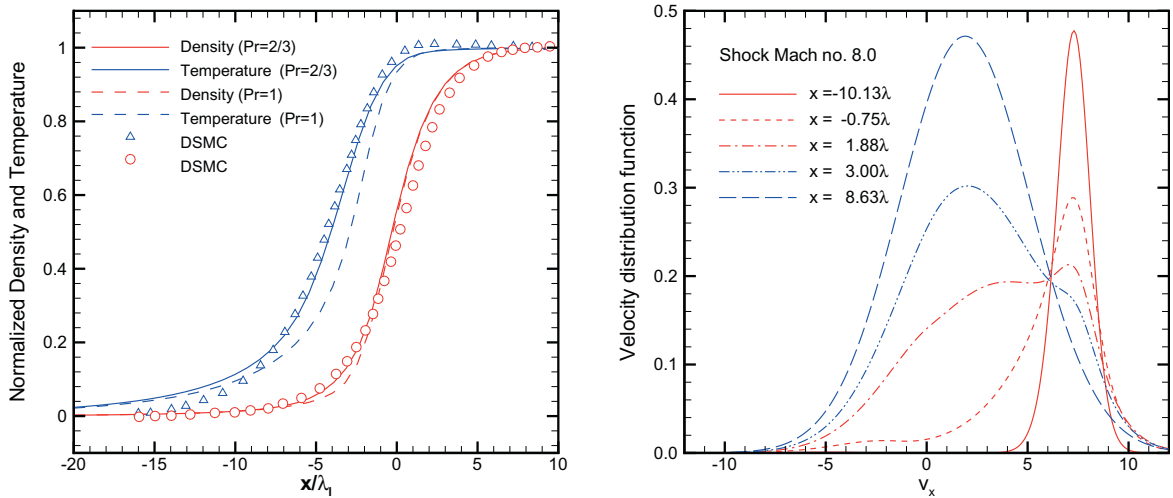 Normalized Density and Temperature
1
0.8
0.6
0.4
0.2
0
Density (Pr=2/3)
Temperature (Pr=2/3)
Density (Pr=1)
Temperature (Pr=1)
DSMC
DSMC
-20 -15 -10 -5 0 5 10
x/λ₁
Velocity distribution function
0.5
0.4
0.3
0.2
0.1
0.0
Shock Mach no. 8.0
x =-10.13λ
x = -0.75λ
x = 1.88λ
x = 3.00λ
x = 8.63λ
-10 -5 0 5 10
vₓ